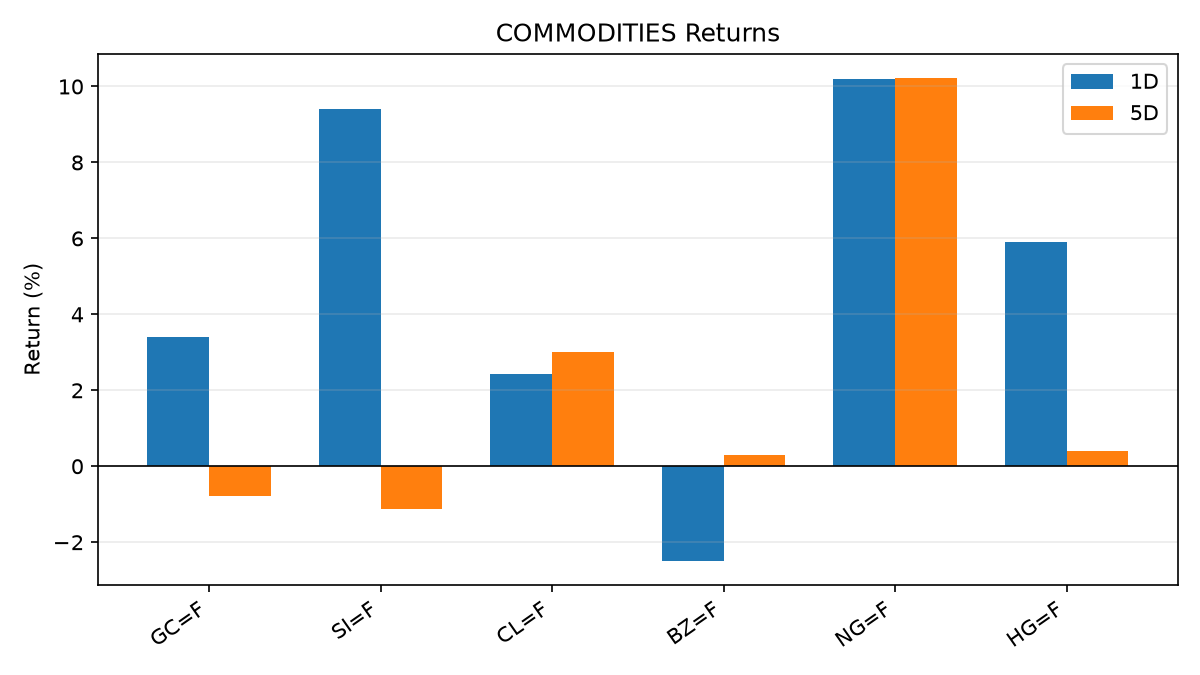 COMMODITIES Returns
1D
5D
Return (%)
10
8
6
4
2
0
−2
GC=F
SI=F
CL=F
BZ=F
NG=F
HG=F